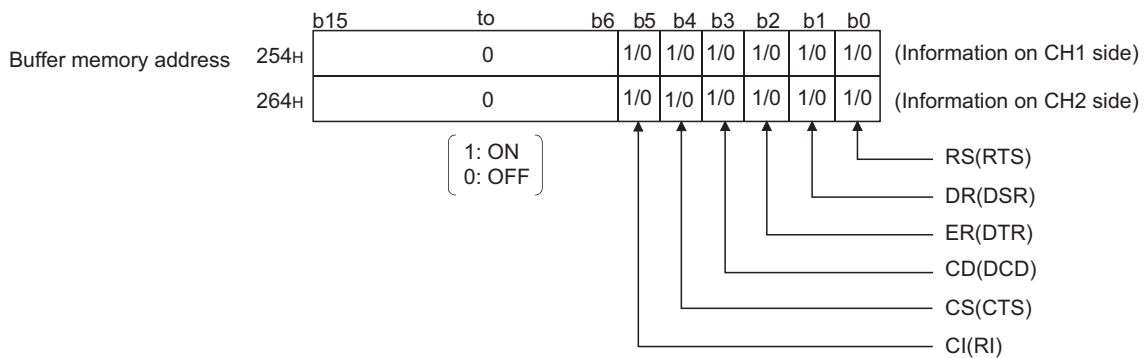 b15 to b6 b5 b4 b3 b2 b1 b0
Buffer memory address 254H 0 1/0 1/0 1/0 1/0 1/0 1/0 (Information on CH1 side)
264H 0 1/0 1/0 1/0 1/0 1/0 1/0 (Information on CH2 side)
1: ON
0: OFF
RS(RTS)
DR(DSR)
ER(DTR)
CD(DCD)
CS(CTS)
CI(RI)